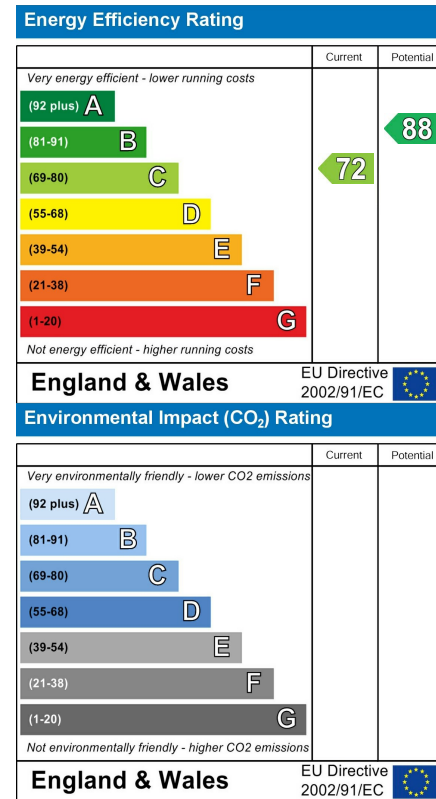 Energy Efficiency Rating
Current Potential
Very energy efficient - lower running costs
(92 plus) A
(81-91) B
(69-80) C
(55-68) D
(39-54) E
(21-38) F
(1-20) G
72
88
Not energy efficient - higher running costs
England & Wales
EU Directive
2002/91/EC
Environmental Impact (CO₂) Rating
Current Potential
Very environmentally friendly - lower CO2 emissions
(92 plus) A
(81-91) B
(69-80) C
(55-68) D
(39-54) E
(21-38) F
(1-20) G
Not environmentally friendly - higher CO2 emissions
England & Wales
EU Directive
2002/91/EC